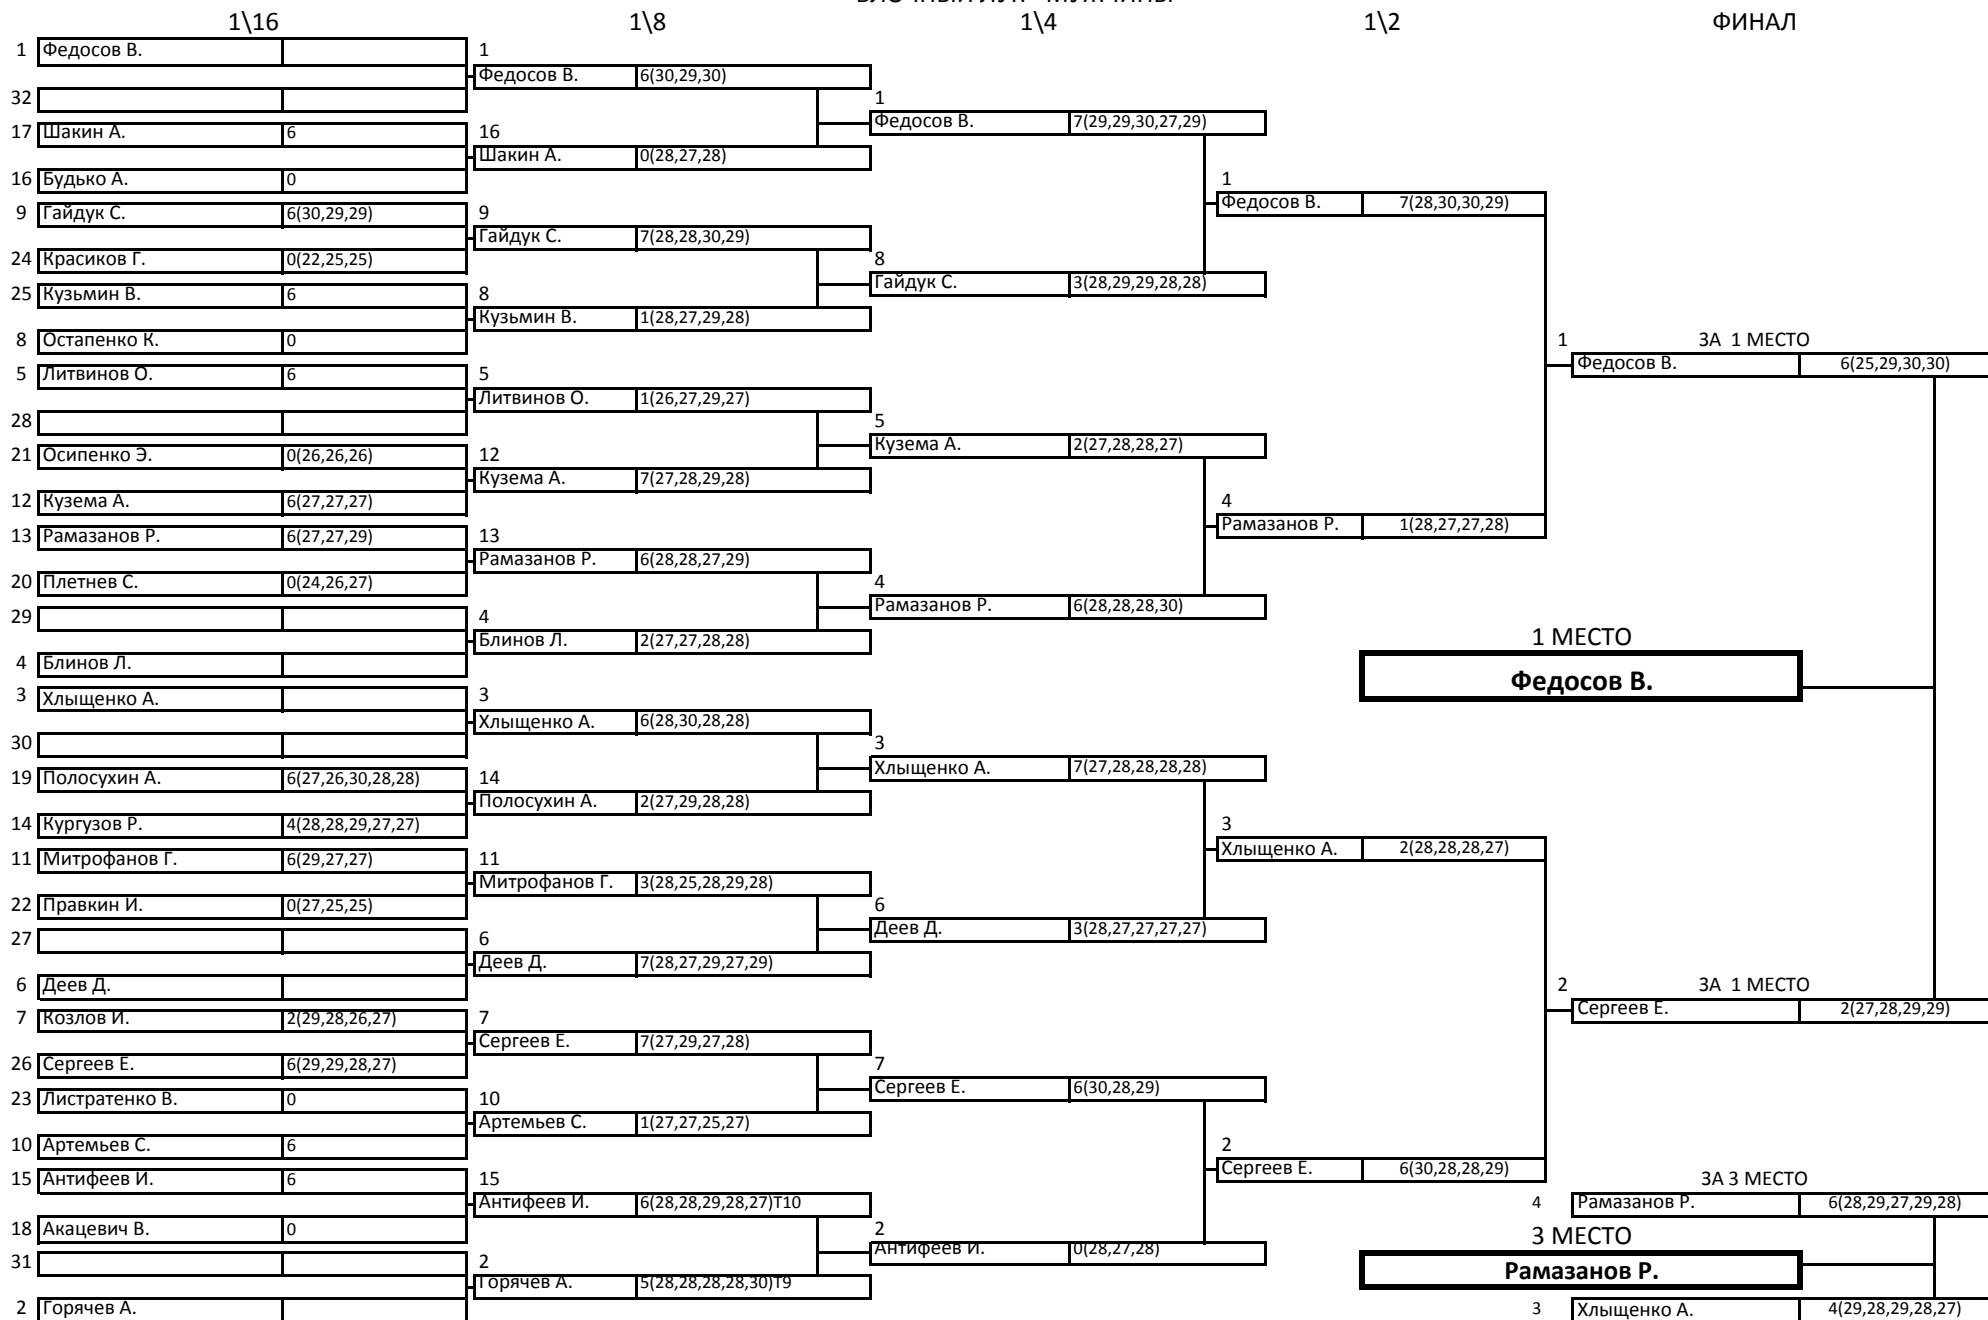 1\16 1\8 1\4 1\2 ФИНАЛ
1 Федосов В. 1
Федосов В. 6(30,29,30)
32 1
Федосов В. 7(29,29,30,27,29)
17 Шакин А. 6 16
Шакин А. 0(28,27,28)
16 Будько А. 0 1
Федосов В. 7(28,30,30,29)
9 Гайдук С. 6(30,29,29) 9
Гайдук С. 7(28,28,30,29)
24 Красиков Г. 0(22,25,25) 8
Гайдук С. 3(28,29,29,28,28)
25 Кузьмин В. 6 8
Кузьмин В. 1(28,27,29,28)
8 Остапенко К. 0 1 ЗА 1 МЕСТО
Федосов В. 6(25,29,30,30)
5 Литвинов О. 6 5
Литвинов О. 1(26,27,29,27)
28 5
Кузема А. 2(27,28,28,27)
21 Осипенко Э. 0(26,26,26) 12
Кузема А. 7(27,28,29,28)
12 Кузема А. 6(27,27,27) 4
Рамазанов Р. 1(28,27,27,28)
13 Рамазанов Р. 6(27,27,29) 13
Рамазанов Р. 6(28,28,27,29)
20 Плетнев С. 0(24,26,27) 4
Рамазанов Р. 6(28,28,28,30)
29 4
Блинов Л. 2(27,27,28,28) 1 МЕСТО
4 Блинов Л.
Федосов В.
3 Хлыщенко А. 3
Хлыщенко А. 6(28,30,28,28)
30 3
Хлыщенко А. 7(27,28,28,28,28)
19 Полосухин А. 6(27,26,30,28,28) 14
Полосухин А. 2(27,29,28,28)
14 Кургузов Р. 4(28,28,29,27,27) 3
Хлыщенко А. 2(28,28,28,27)
11 Митрофанов Г. 6(29,27,27) 11
Митрофанов Г. 3(28,25,28,29,28)
22 Правкин И. 0(27,25,25) 6
Деев Д. 3(28,27,27,27,27)
27 6
Деев Д. 7(28,27,29,27,29)
6 Деев Д. 2 ЗА 1 МЕСТО
Сергеев Е. 2(27,28,29,29)
7 Козлов И. 2(29,28,26,27) 7
Сергеев Е. 7(27,29,27,28)
26 Сергеев Е. 6(29,29,28,27) 7
Сергеев Е. 6(30,28,29)
23 Листратенко В. 0 10
Артемьев С. 1(27,27,25,27)
10 Артемьев С. 6 2
Сергеев Е. 6(30,28,28,29)
15 Антифеев И. 6 15 ЗА 3 МЕСТО
Антифеев И. 6(28,28,29,28,27)Т10 4 Рамазанов Р. 6(28,29,27,29,28)
18 Акацевич В. 0 2 3 МЕСТО
Антифеев И. 0(28,27,28)
31 2 Рамазанов Р.
Горячев А. 5(28,28,28,28,30)Т9
2 Горячев А. 3 Хлыщенко А. 4(29,28,29,28,27)